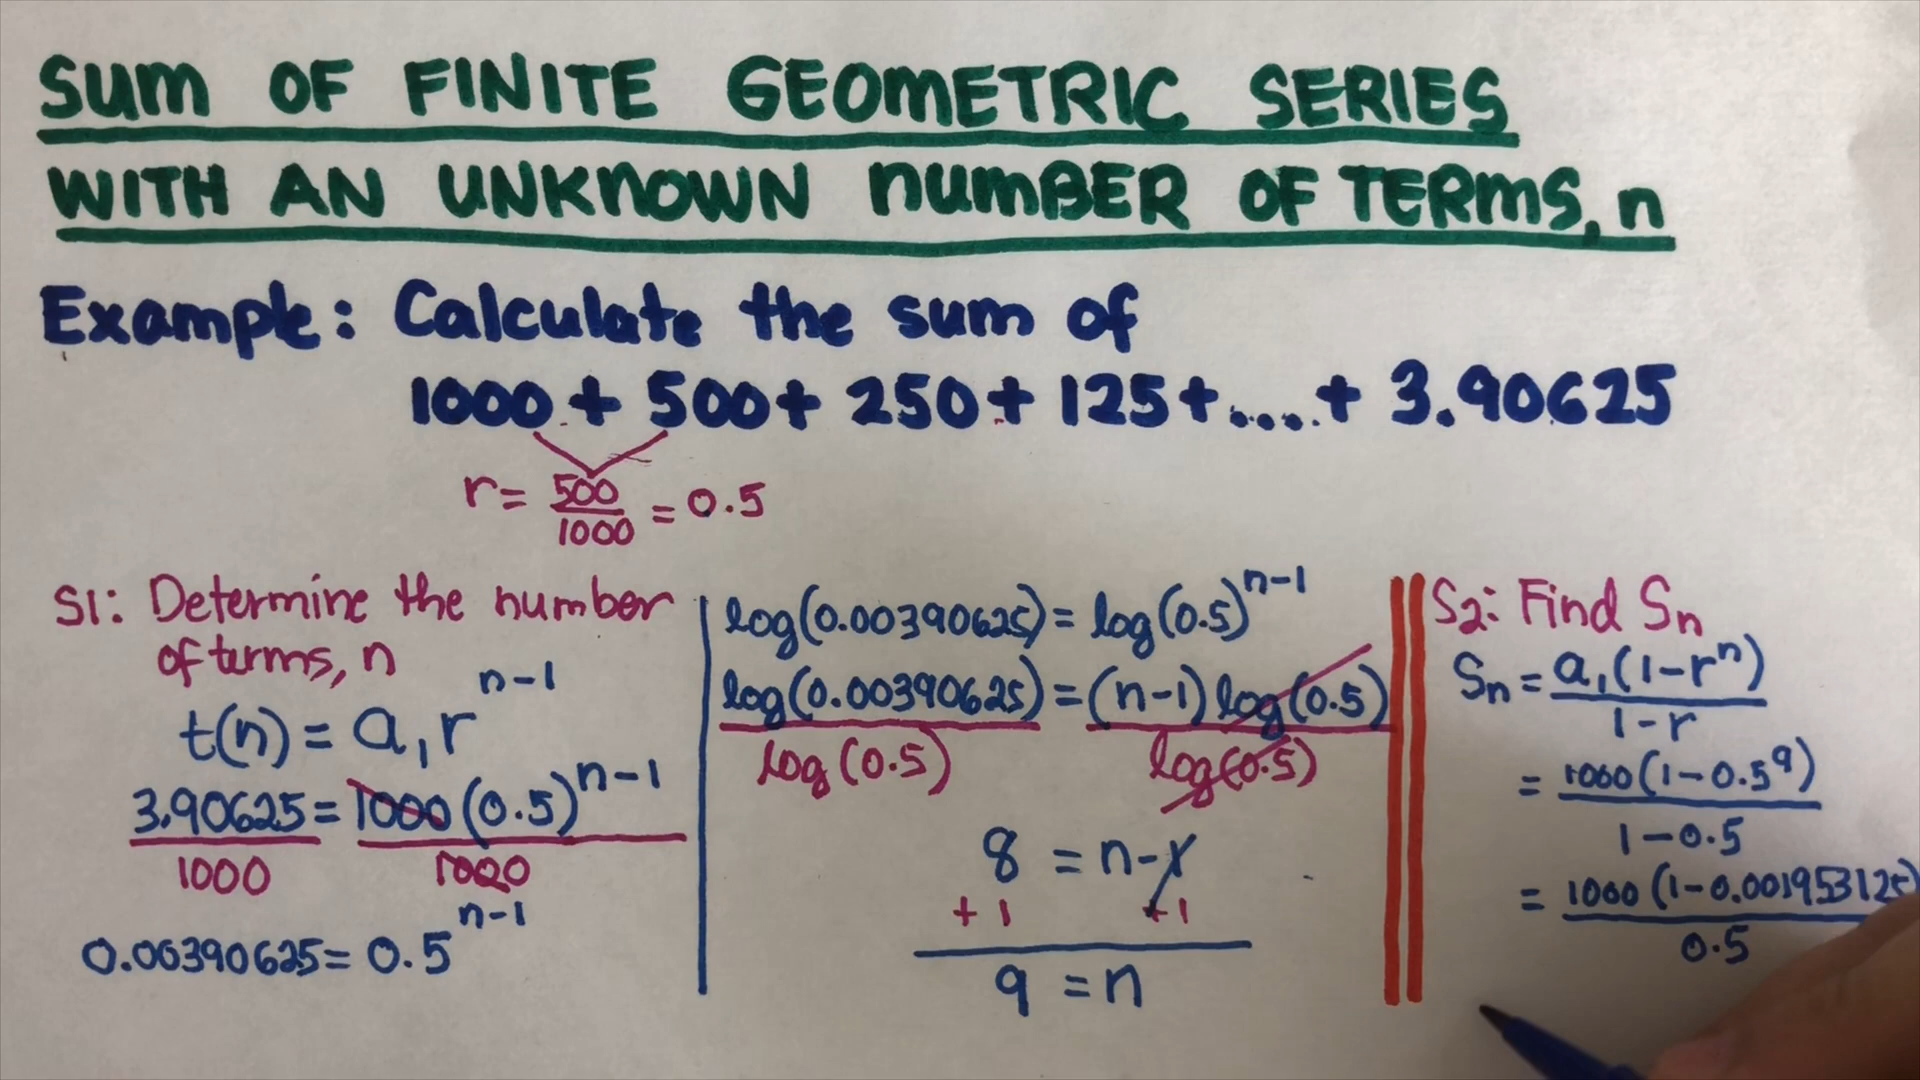 SUM OF FINITE GEOMETRIC SERIES
WITH AN UNKNOWN NUMBER OF TERMS, n
Example: Calculate the sum of
1000 + 500 + 250 + 125 + .... + 3.90625
r = 500/1000 = 0.5
S1: Determine the number
of terms, n
t(n) = a₁r^(n-1)
3.90625 = 1000(0.5)^(n-1)
1000 1000
0.00390625 = 0.5^(n-1)
log(0.00390625) = log(0.5)^(n-1)
log(0.00390625) = (n-1) log(0.5)
log(0.5) log(0.5)
8 = n-1
+1 +1
9 = n
S2: Find Sn
Sn = a₁(1-r^n)
1-r
= 1000(1-0.5^9)
1-0.5
= 1000(1-0.001953125)
0.5